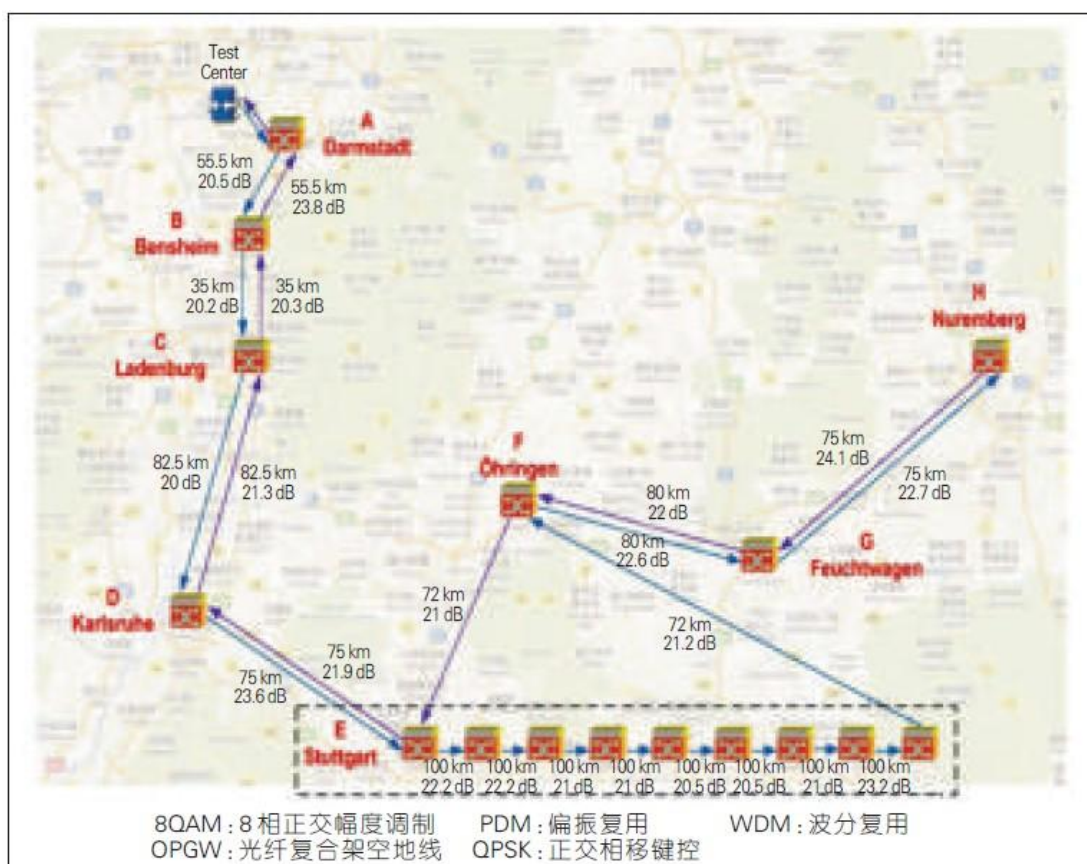 Test
Center
A
Darmstadt
55.5 km
20.5 dB
55.5 km
23.8 dB
B
Bensheim
35 km
20.2 dB
35 km
20.3 dB
H
Nuremberg
C
Ladenburg
82.5 km
20 dB
82.5 km
21.3 dB
F
Öhringen
75 km
24.1 dB
75 km
22.7 dB
80 km
22 dB
80 km
22.6 dB
G
Feuchtwagen
D
Karlsruhe
72 km
21 dB
72 km
21.2 dB
75 km
21.9 dB
75 km
23.6 dB
E
Stuttgart
100 km 100 km 100 km 100 km 100 km 100 km 100 km 100 km
22.2 dB 22.2 dB 21 dB 21 dB 20.5 dB 20.5 dB 21 dB 23.2 dB
8QAM：8 相正交幅度调制 PDM：偏振复用 WDM：波分复用
OPGW：光纤复合架空地线 QPSK：正交相移键控